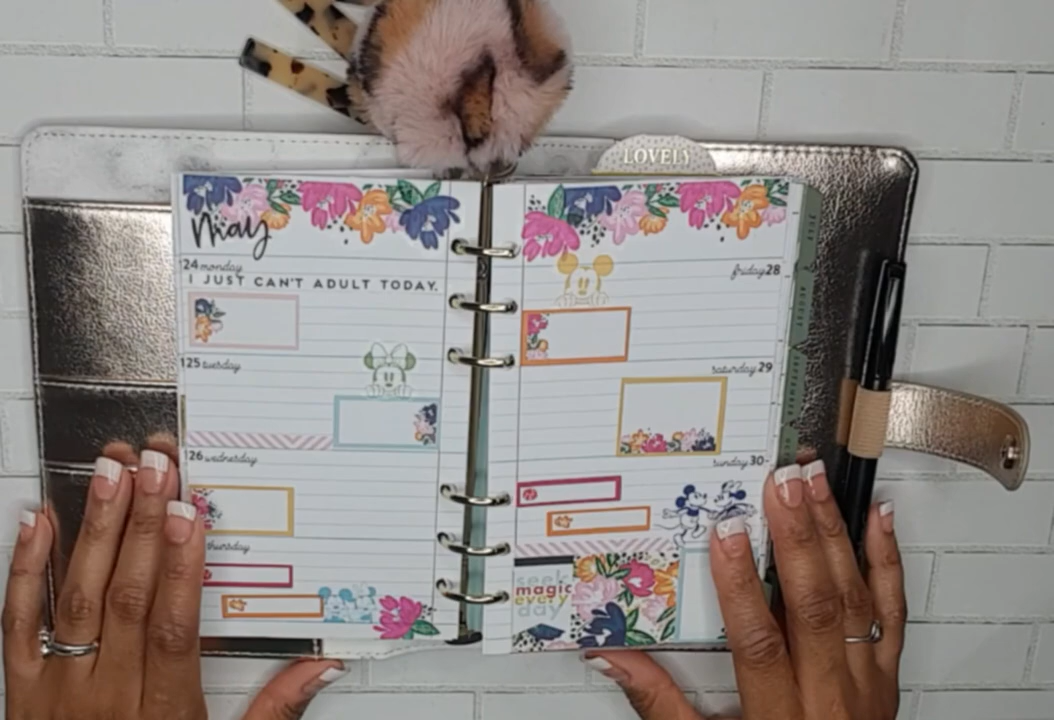 LOVELY
May
24 monday
I JUST CAN'T ADULT TODAY.
25 tuesday
26 wednesday
thursday
friday 28
saturday 29
sunday 30
seek
magic
every
day